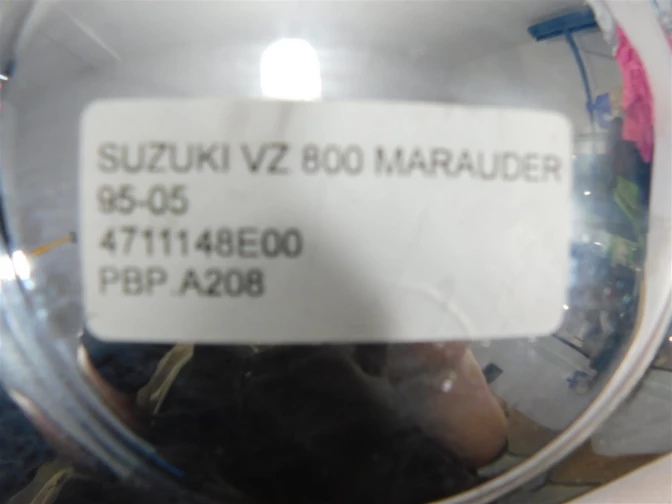 SUZUKI VZ 800 MARAUDER
95-05
4711148E00
PBP.A208